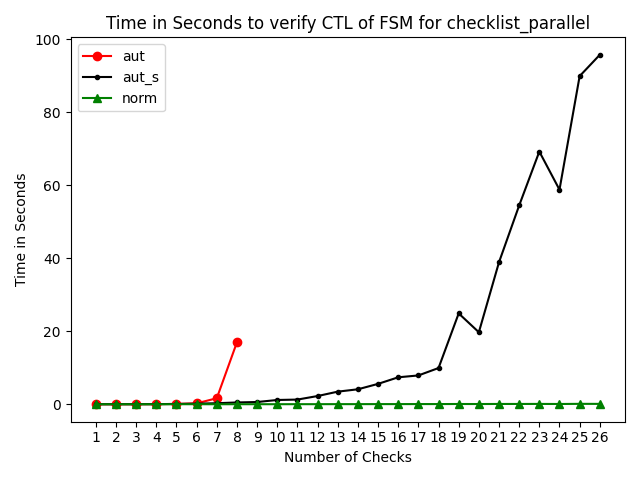 Time in Seconds to verify CTL of FSM for checklist_parallel
100
80
60
40
20
0
Time in Seconds
aut
aut_s
norm
1 2 3 4 5 6 7 8 9 10 11 12 13 14 15 16 17 18 19 20 21 22 23 24 25 26
Number of Checks